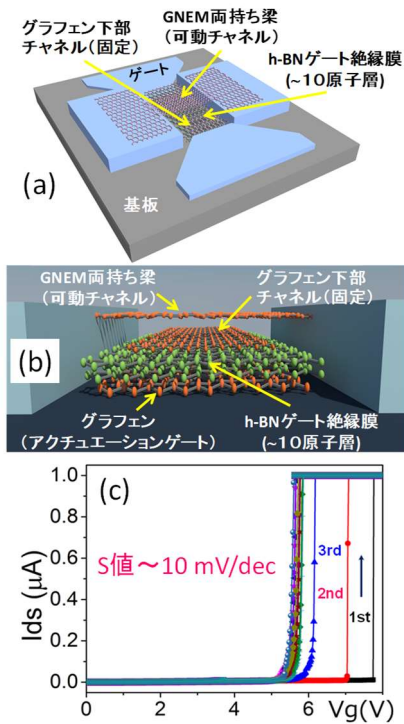 グラフェン下部
チャネル(固定)
GNEM両持ち梁
(可動チャネル)
ゲート
h-BNゲート絶縁膜
(~10原子層)
基板
(a)
GNEM両持ち梁
(可動チャネル)
グラフェン下部
チャネル(固定)
(b)
グラフェン
(アクチュエーションゲート)
h-BNゲート絶縁膜
(~10原子層)
(c)
1.0
0.8
0.6
0.4
0.2
0.0
Ids (μA)
S値~10 mV/dec
3rd
2nd
1st
0
2
4
6
Vg(V)